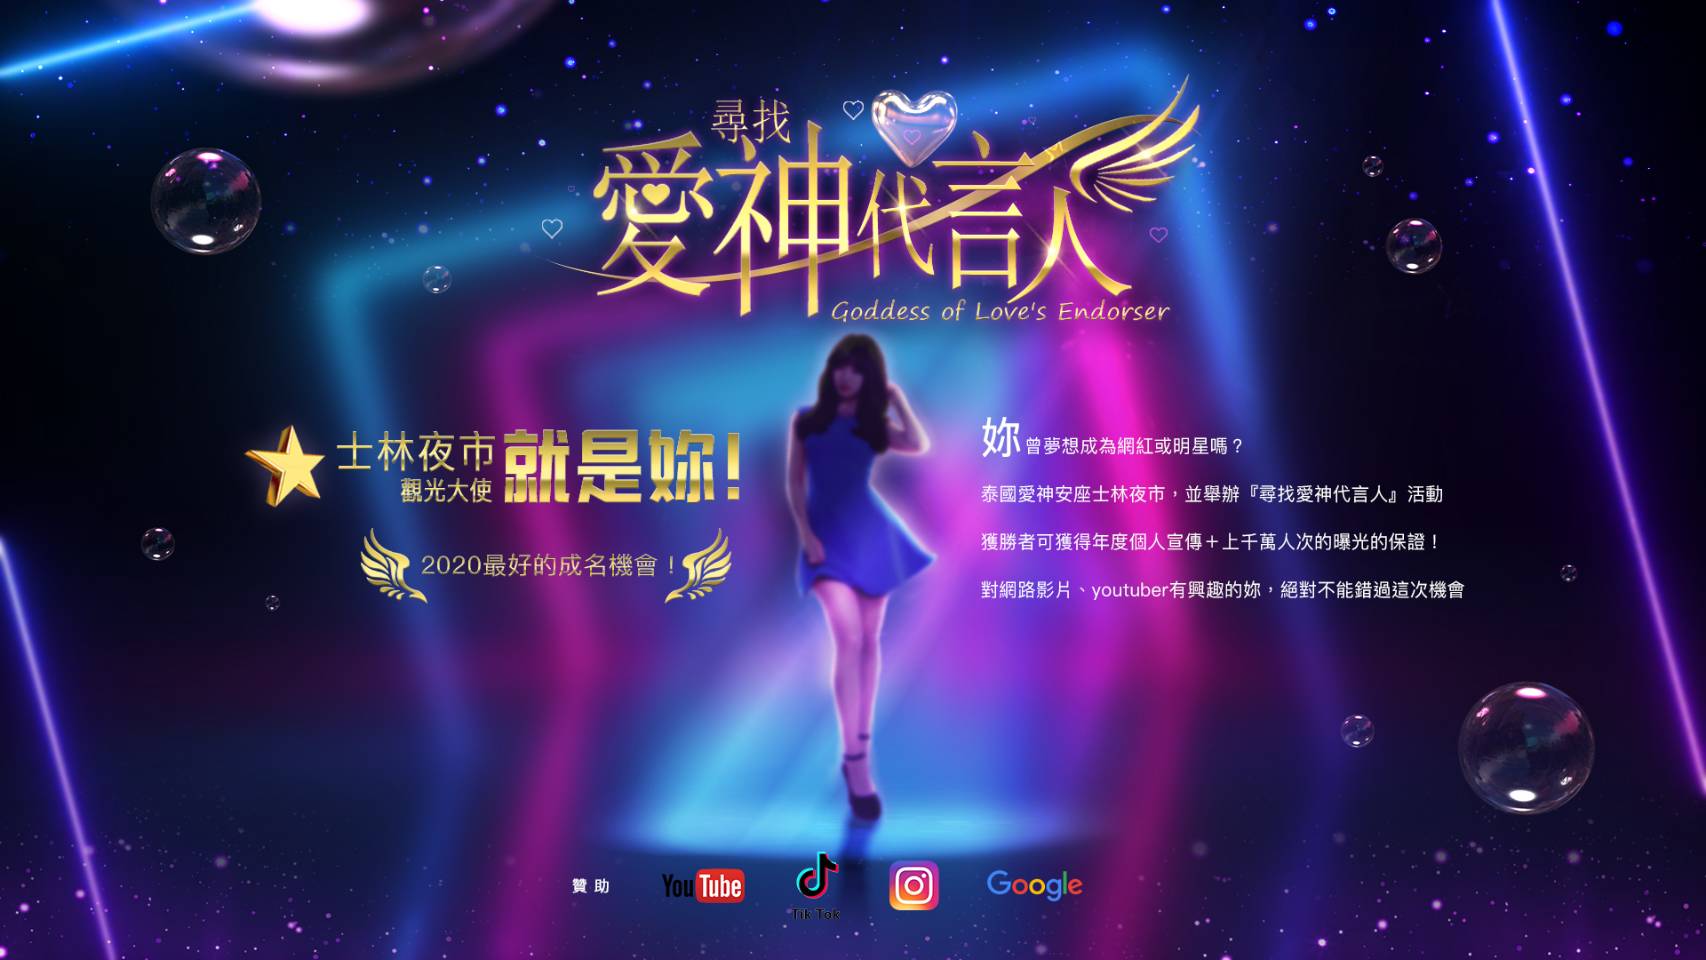 尋找
愛神代言人
Goddess of Love's Endorser
士林夜市
觀光大使
就是妳!
2020最好的成名機會！
妳曾夢想成為網紅或明星嗎？
泰國愛神安座士林夜市，並舉辦『尋找愛神代言人』活動
獲勝者可獲得年度個人宣傳＋上千萬人次的曝光的保證！
對網路影片、youtuber有興趣的妳，絕對不能錯過這次機會
贊助
YouTube
Tik Tok
Google